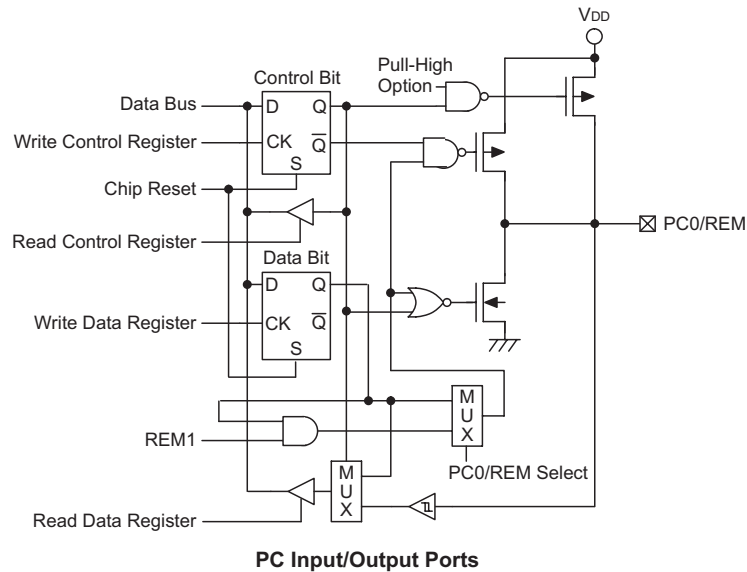 VDD
Pull-High
Option
Control Bit
Data Bus
D
Q
Write Control Register
CK
Q
S
Chip Reset
PC0/REM
Read Control Register
Data Bit
D
Q
Write Data Register
CK
Q
S
M
U
X
REM1
PC0/REM Select
M
U
X
Read Data Register
PC Input/Output Ports